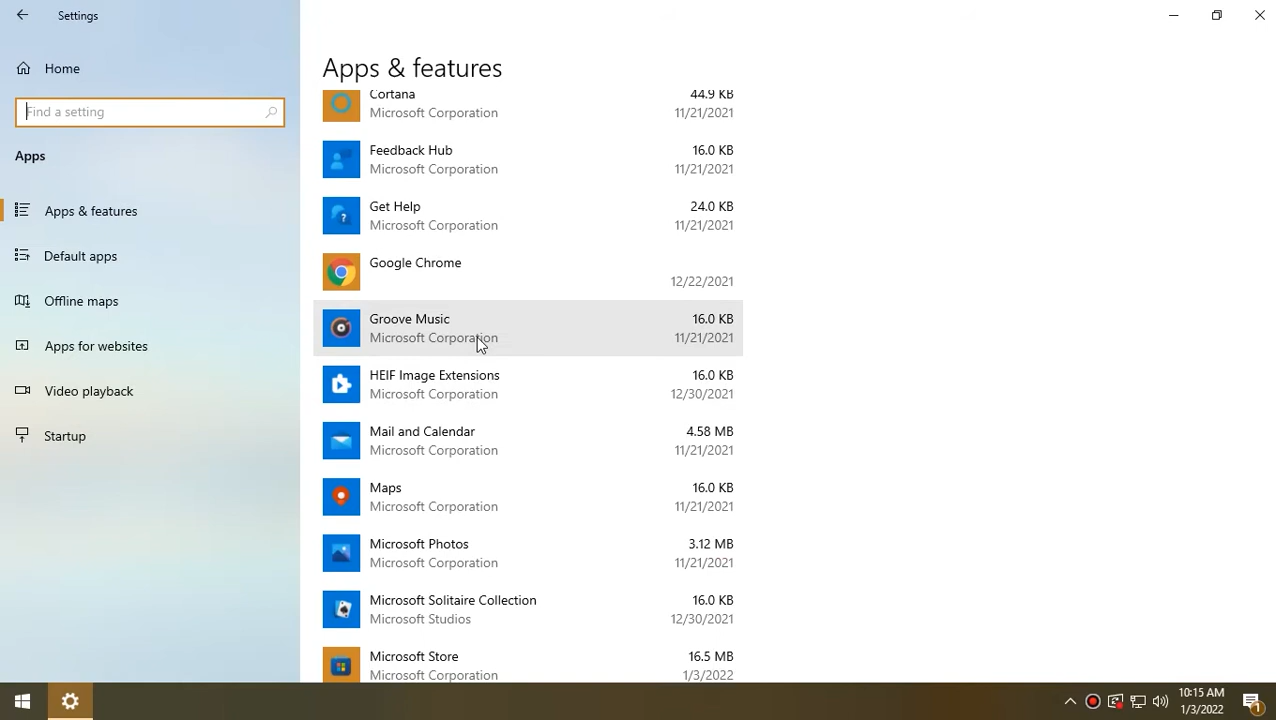 Settings
Home
Find a setting
Apps
Apps & features
Default apps
Offline maps
Apps for websites
Video playback
Startup
Apps & features
Cortana 44.9 KB
Microsoft Corporation 11/21/2021
Feedback Hub 16.0 KB
Microsoft Corporation 11/21/2021
Get Help 24.0 KB
Microsoft Corporation 11/21/2021
Google Chrome
12/22/2021
Groove Music 16.0 KB
Microsoft Corporation 11/21/2021
HEIF Image Extensions 16.0 KB
Microsoft Corporation 12/30/2021
Mail and Calendar 4.58 MB
Microsoft Corporation 11/21/2021
Maps 16.0 KB
Microsoft Corporation 11/21/2021
Microsoft Photos 3.12 MB
Microsoft Corporation 11/21/2021
Microsoft Solitaire Collection 16.0 KB
Microsoft Studios 12/30/2021
Microsoft Store 16.5 MB
Microsoft Corporation 1/3/2022
10:15 AM
1/3/2022
1